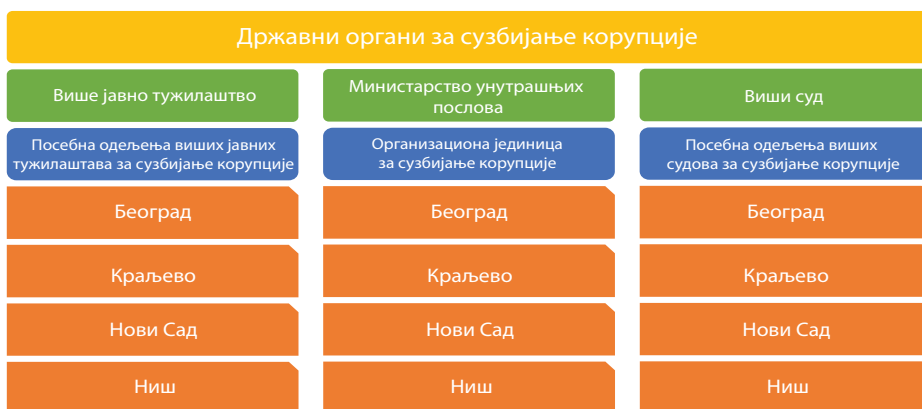 Државни органи за сузбијање корупције
Више јавно тужилаштво
Министарство унутрашњих
послова
Виши суд
Посебна одељења виших јавних
тужилаштава за сузбијање корупције
Организациона јединица
за сузбијање корупције
Посебна одељења виших
судова за сузбијање корупције
Београд
Београд
Београд
Краљево
Краљево
Краљево
Нови Сад
Нови Сад
Нови Сад
Ниш
Ниш
Ниш